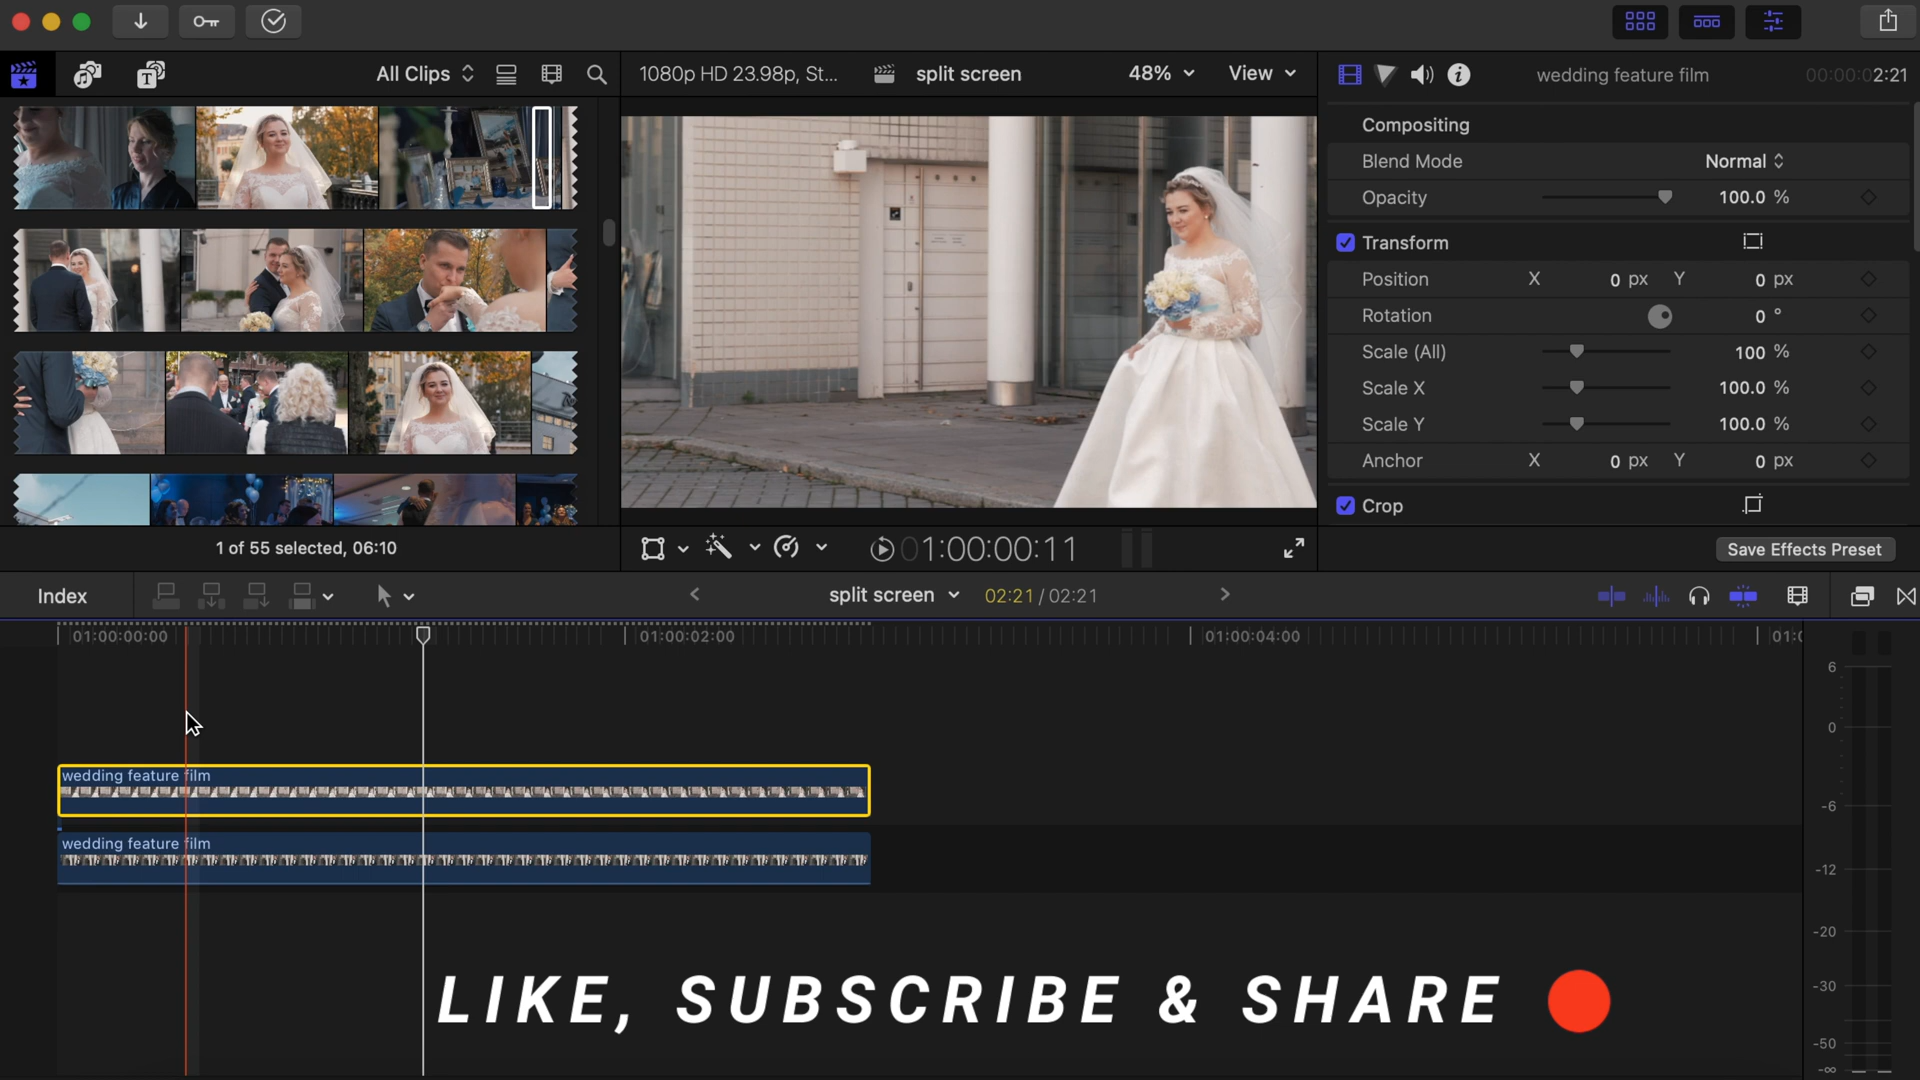 All Clips
1080p HD 23.98p, St...
split screen
48%
View
wedding feature film
00:00:02:21
Compositing
Blend Mode
Normal
Opacity
100.0 %
Transform
Position X 0 px Y 0 px
Rotation 0 °
Scale (All) 100 %
Scale X 100.0 %
Scale Y 100.0 %
Anchor X 0 px Y 0 px
Crop
1 of 55 selected, 06:10
01:00:00:11
Save Effects Preset
Index
split screen
02:21 / 02:21
01:00:00:00
01:00:02:00
01:00:04:00
01:0
wedding feature film
wedding feature film
6
0
-6
-12
-20
-30
-50
-∞
LIKE, SUBSCRIBE & SHARE